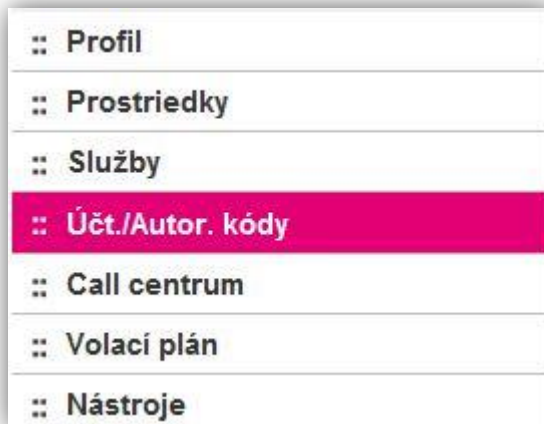 :: Profil
:: Prostriedky
:: Služby
:: Účt./Autor. kódy
:: Call centrum
:: Volací plán
:: Nástroje